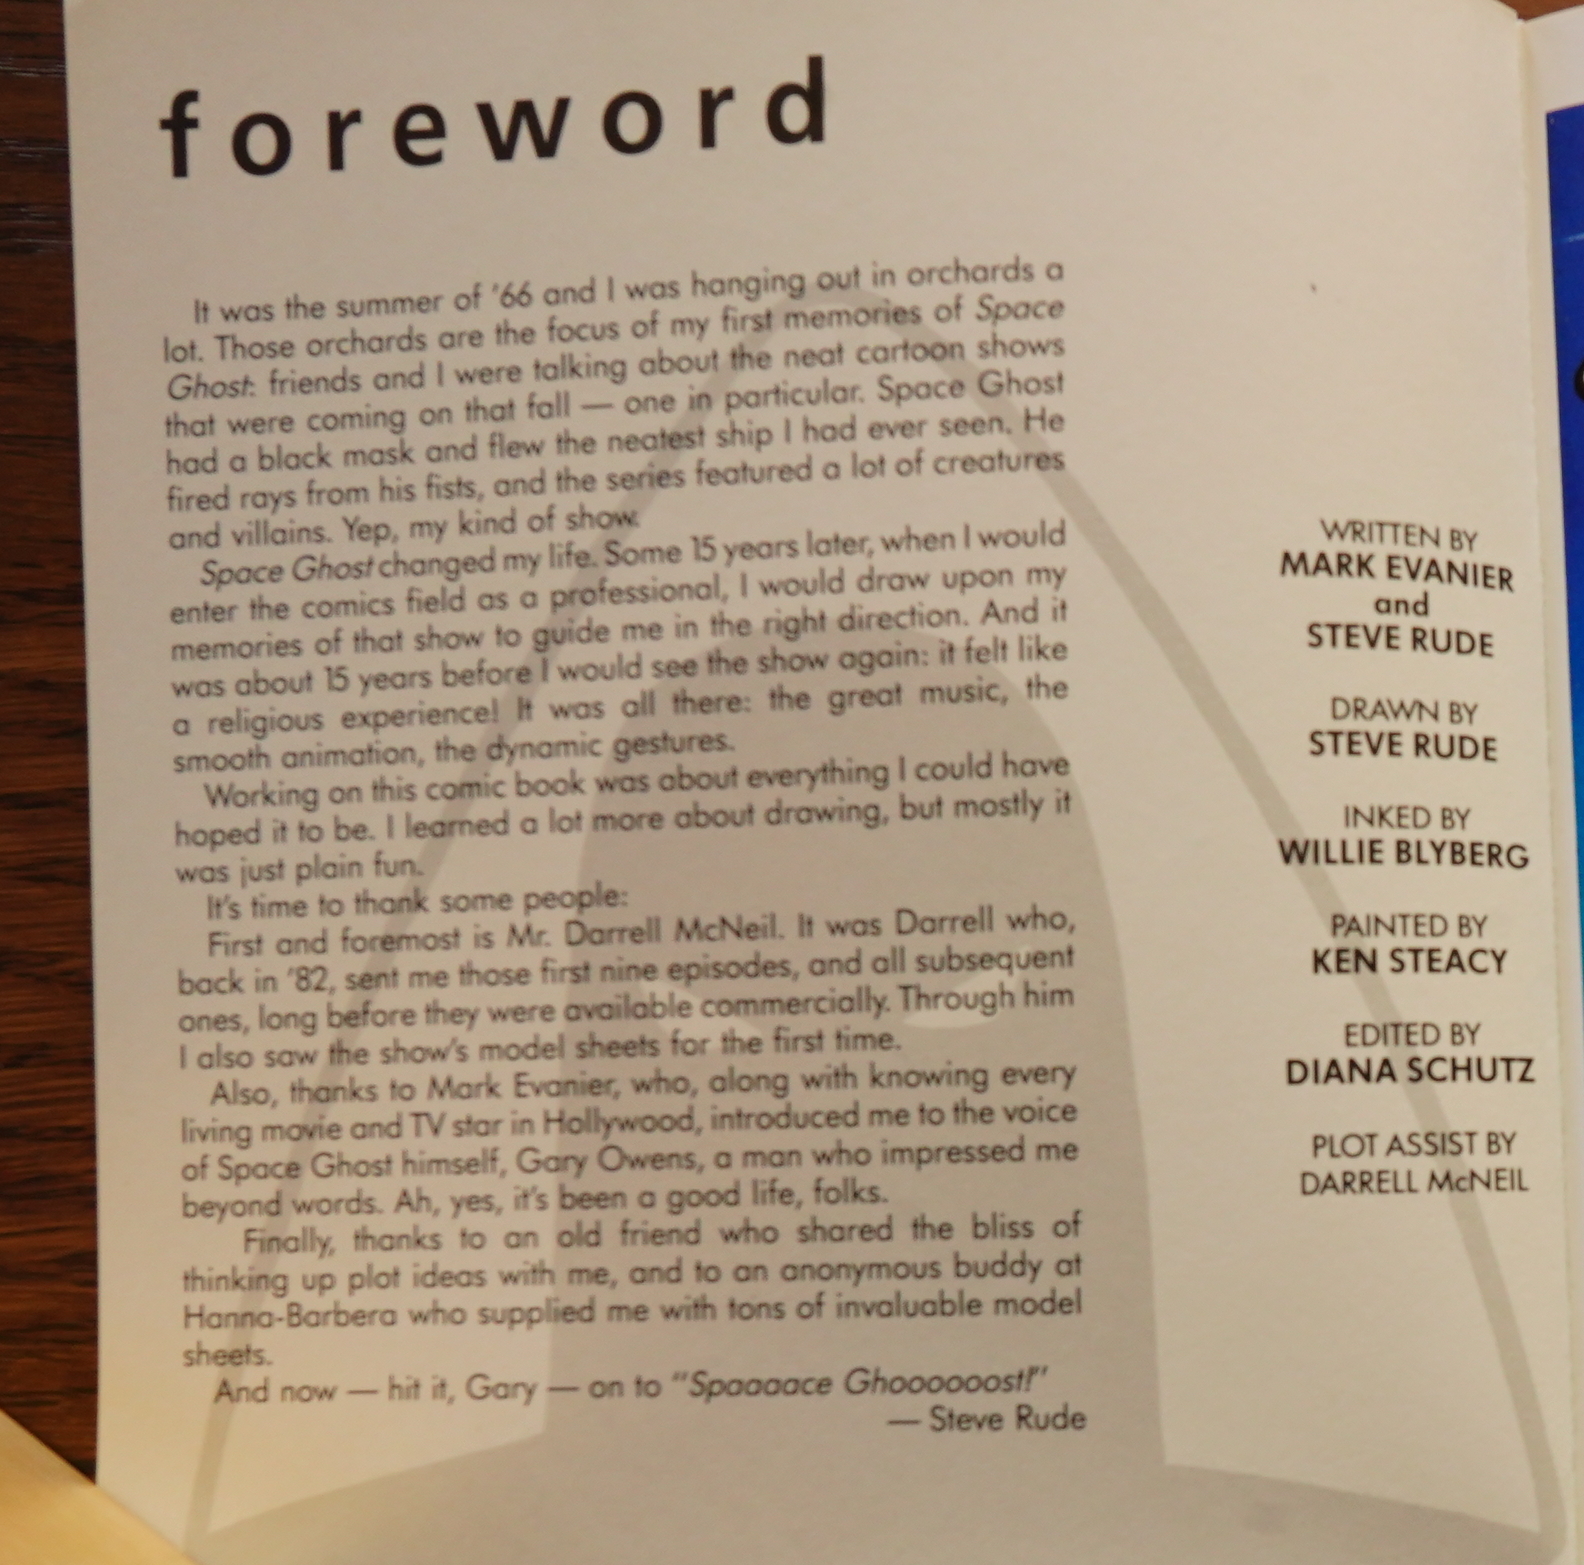 foreword
It was the summer of '66 and I was hanging out in orchards a
lot. Those orchards are the focus of my first memories of Space
Ghost: friends and I were talking about the neat cartoon shows
that were coming on that fall — one in particular. Space Ghost
had a black mask and flew the neatest ship I had ever seen. He
fired rays from his fists, and the series featured a lot of creatures
and villains. Yep, my kind of show.
Space Ghost changed my life. Some 15 years later, when I would
enter the comics field as a professional, I would draw upon my
memories of that show to guide me in the right direction. And it
was about 15 years before I would see the show again: it felt like
a religious experience! It was all there: the great music, the
smooth animation, the dynamic gestures.
Working on this comic book was about everything I could have
hoped it to be. I learned a lot more about drawing, but mostly it
was just plain fun.
It's time to thank some people:
First and foremost is Mr. Darrell McNeil. It was Darrell who,
back in '82, sent me those first nine episodes, and all subsequent
ones, long before they were available commercially. Through him
I also saw the show's model sheets for the first time.
Also, thanks to Mark Evanier, who, along with knowing every
living movie and TV star in Hollywood, introduced me to the voice
of Space Ghost himself, Gary Owens, a man who impressed me
beyond words. Ah, yes, it's been a good life, folks.
Finally, thanks to an old friend who shared the bliss of
thinking up plot ideas with me, and to an anonymous buddy at
Hanna-Barbera who supplied me with tons of invaluable model
sheets.
And now — hit it, Gary — on to "Spaaaace Ghoooooost!"
— Steve Rude
WRITTEN BY
MARK EVANIER
and
STEVE RUDE
DRAWN BY
STEVE RUDE
INKED BY
WILLIE BLYBERG
PAINTED BY
KEN STEACY
EDITED BY
DIANA SCHUTZ
PLOT ASSIST BY
DARRELL McNEIL